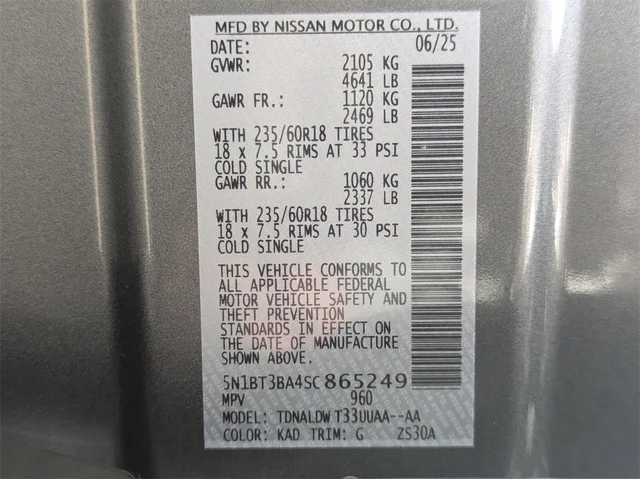 MFD BY NISSAN MOTOR CO., LTD.
DATE: 06/25
GVWR: 2105 KG
4641 LB
GAWR FR.: 1120 KG
2469 LB
WITH 235/60R18 TIRES
18 x 7.5 RIMS AT 33 PSI
COLD SINGLE
GAWR RR.: 1060 KG
2337 LB
WITH 235/60R18 TIRES
18 x 7.5 RIMS AT 30 PSI
COLD SINGLE
THIS VEHICLE CONFORMS TO
ALL APPLICABLE FEDERAL
MOTOR VEHICLE SAFETY AND
THEFT PREVENTION
STANDARDS IN EFFECT ON
THE DATE OF MANUFACTURE
SHOWN ABOVE.
5N1BT3BA4SC865249
MPV 960
MODEL: TDNALDW T33UUAA--AA
COLOR: KAD TRIM: G ZS30A